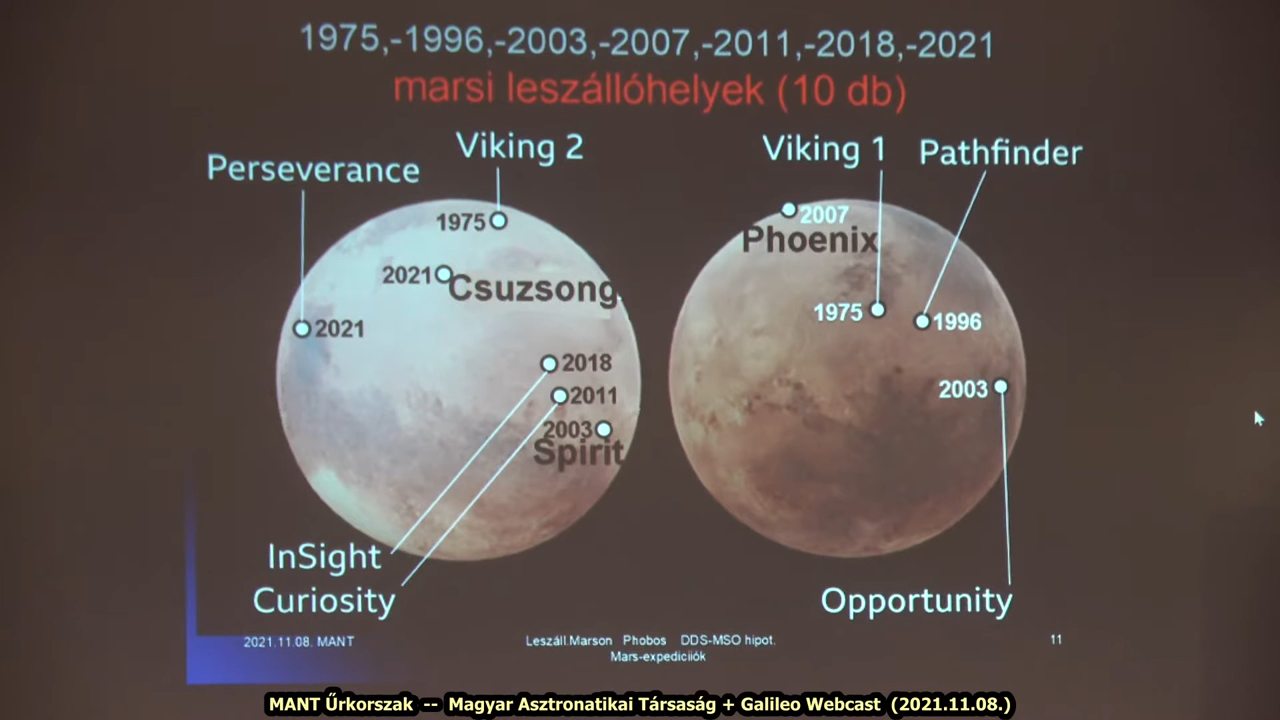 1975,-1996,-2003,-2007,-2011,-2018,-2021
marsi leszállóhelyek (10 db)
Perseverance
Viking 2
Viking 1
Pathfinder
1975
2007
Phoenix
2021
Csuzsong
2021
1975
1996
2018
2011
2003
2003
Spirit
InSight
Curiosity
Opportunity
2021.11.08. MANT
Leszáll.Marson Phobos DDS-MSO hipot.
Mars-expedíciók
11
MANT Űrkorszak -- Magyar Asztronatikai Társaság + Galileo Webcast (2021.11.08.)